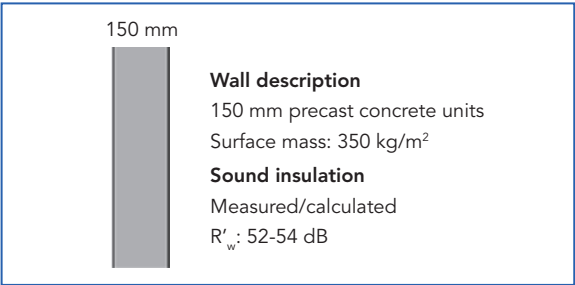 150 mm
Wall description
150 mm precast concrete units
Surface mass: 350 kg/m²
Sound insulation
Measured/calculated
R'w: 52-54 dB